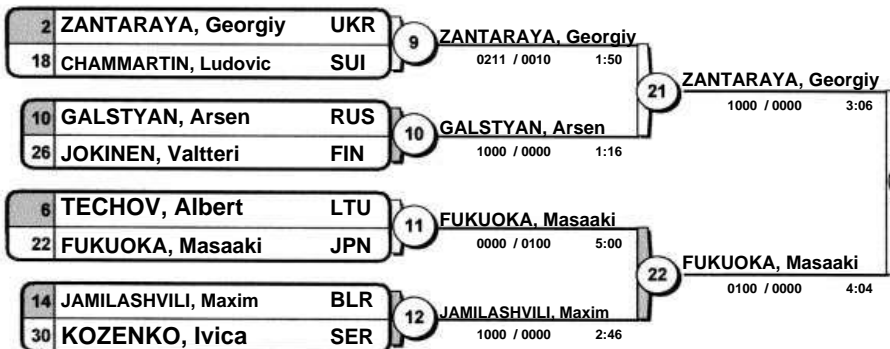 2 ZANTARAYA, Georgiy UKR
18 CHAMMARTIN, Ludovic SUI
9
ZANTARAYA, Georgiy
0211 / 0010 1:50
10 GALSTYAN, Arsen RUS
26 JOKINEN, Valtteri FIN
10
GALSTYAN, Arsen
1000 / 0000 1:16
21
ZANTARAYA, Georgiy
1000 / 0000 3:06
6 TECHOV, Albert LTU
22 FUKUOKA, Masaaki JPN
11
FUKUOKA, Masaaki
0000 / 0100 5:00
14 JAMILASHVILI, Maxim BLR
30 KOZENKO, Ivica SER
12
JAMILASHVILI, Maxim
1000 / 0000 2:46
22
FUKUOKA, Masaaki
0100 / 0000 4:04